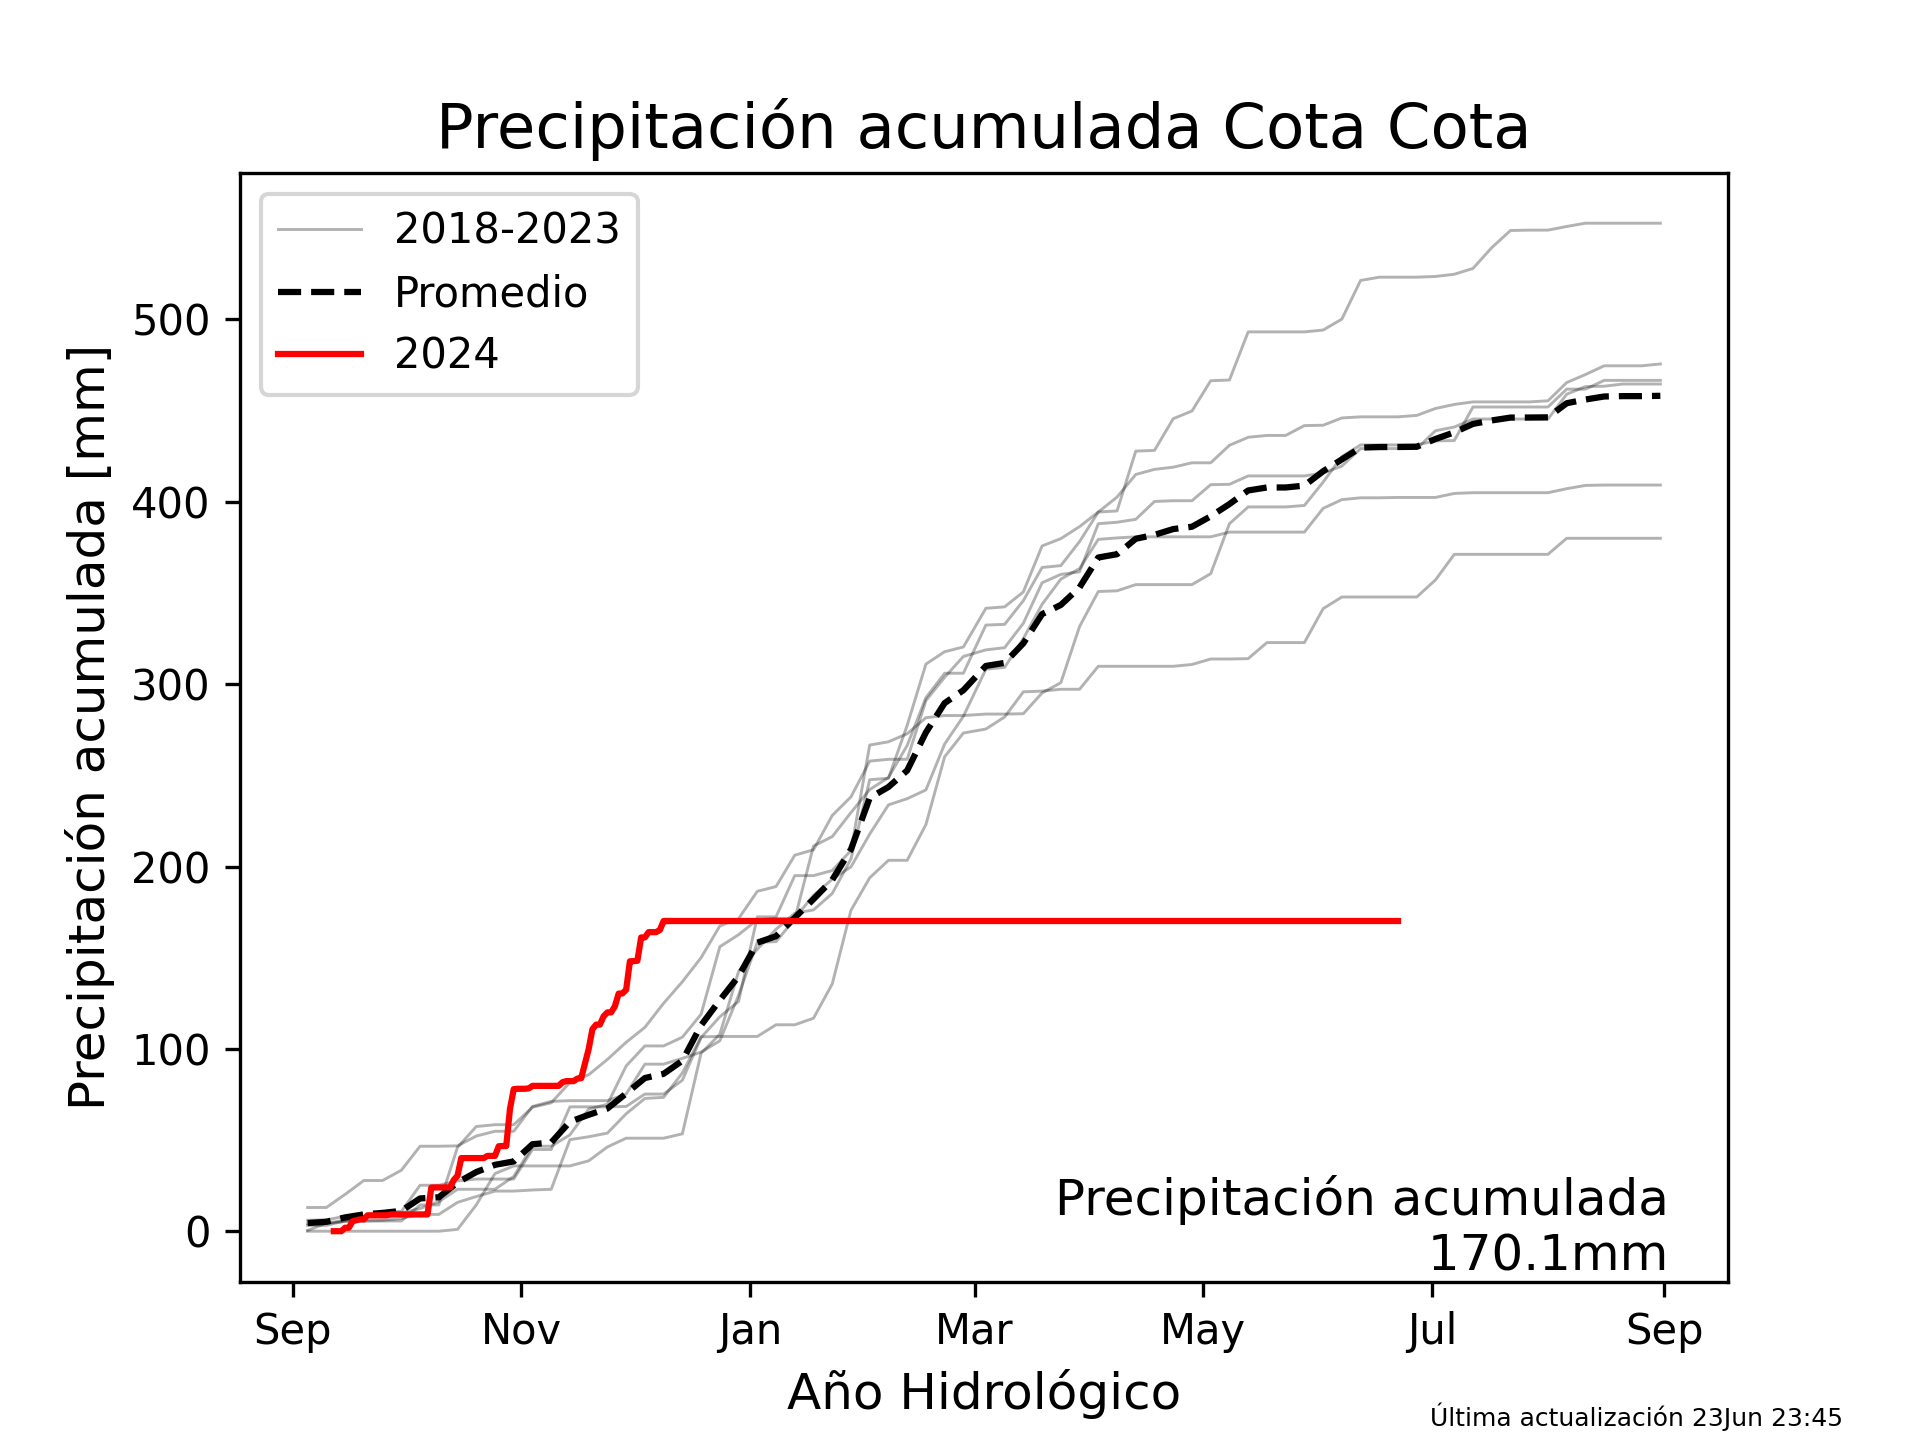 Precipitación acumulada Cota Cota
2018-2023
Promedio
2024
500
400
300
200
100
0
Precipitación acumulada [mm]
Precipitación acumulada
170.1mm
Sep Nov Jan Mar May Jul Sep
Año Hidrológico
Última actualización 23Jun 23:45